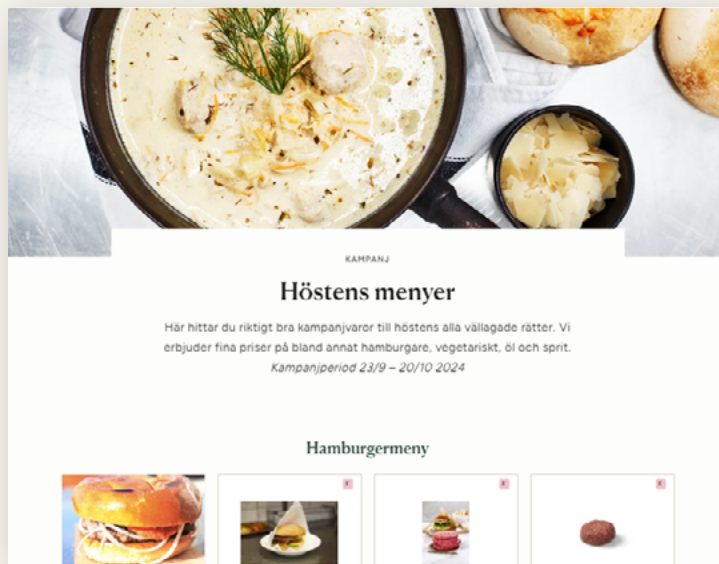 KAMPANJ
Höstens menyer
Här hittar du riktigt bra kampanjvaror till höstens alla vällagade rätter. Vi
erbjuder fina priser på bland annat hamburgare, vegetariskt, öl och sprit.
Kampanjperiod 23/9 – 20/10 2024
Hamburgermeny